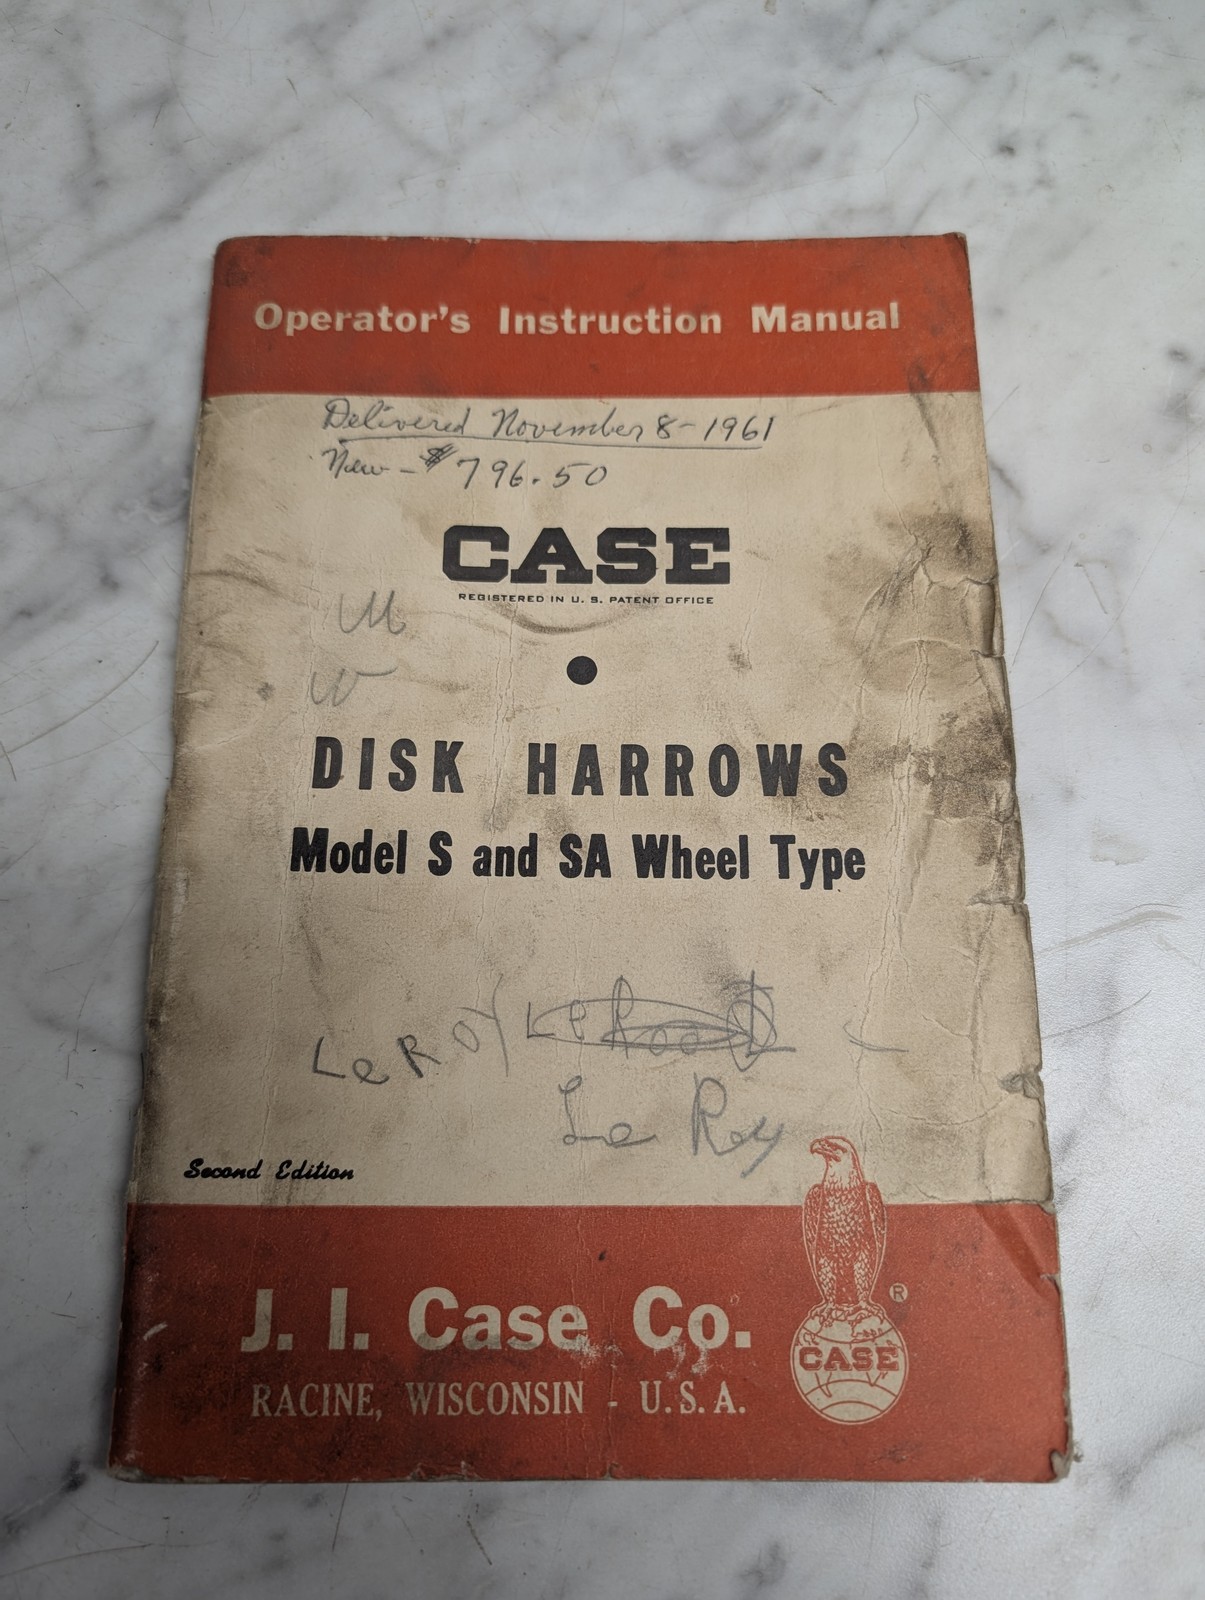 Operator's Instruction Manual
Delivered November 8-1961
New - $796.50
CASE
REGISTERED IN U. S. PATENT OFFICE
DISK HARROWS
Model S and SA Wheel Type
LeROY
Le Roy
Second Edition
J. I. Case Co.
RACINE, WISCONSIN - U.S.A.
®
CASE